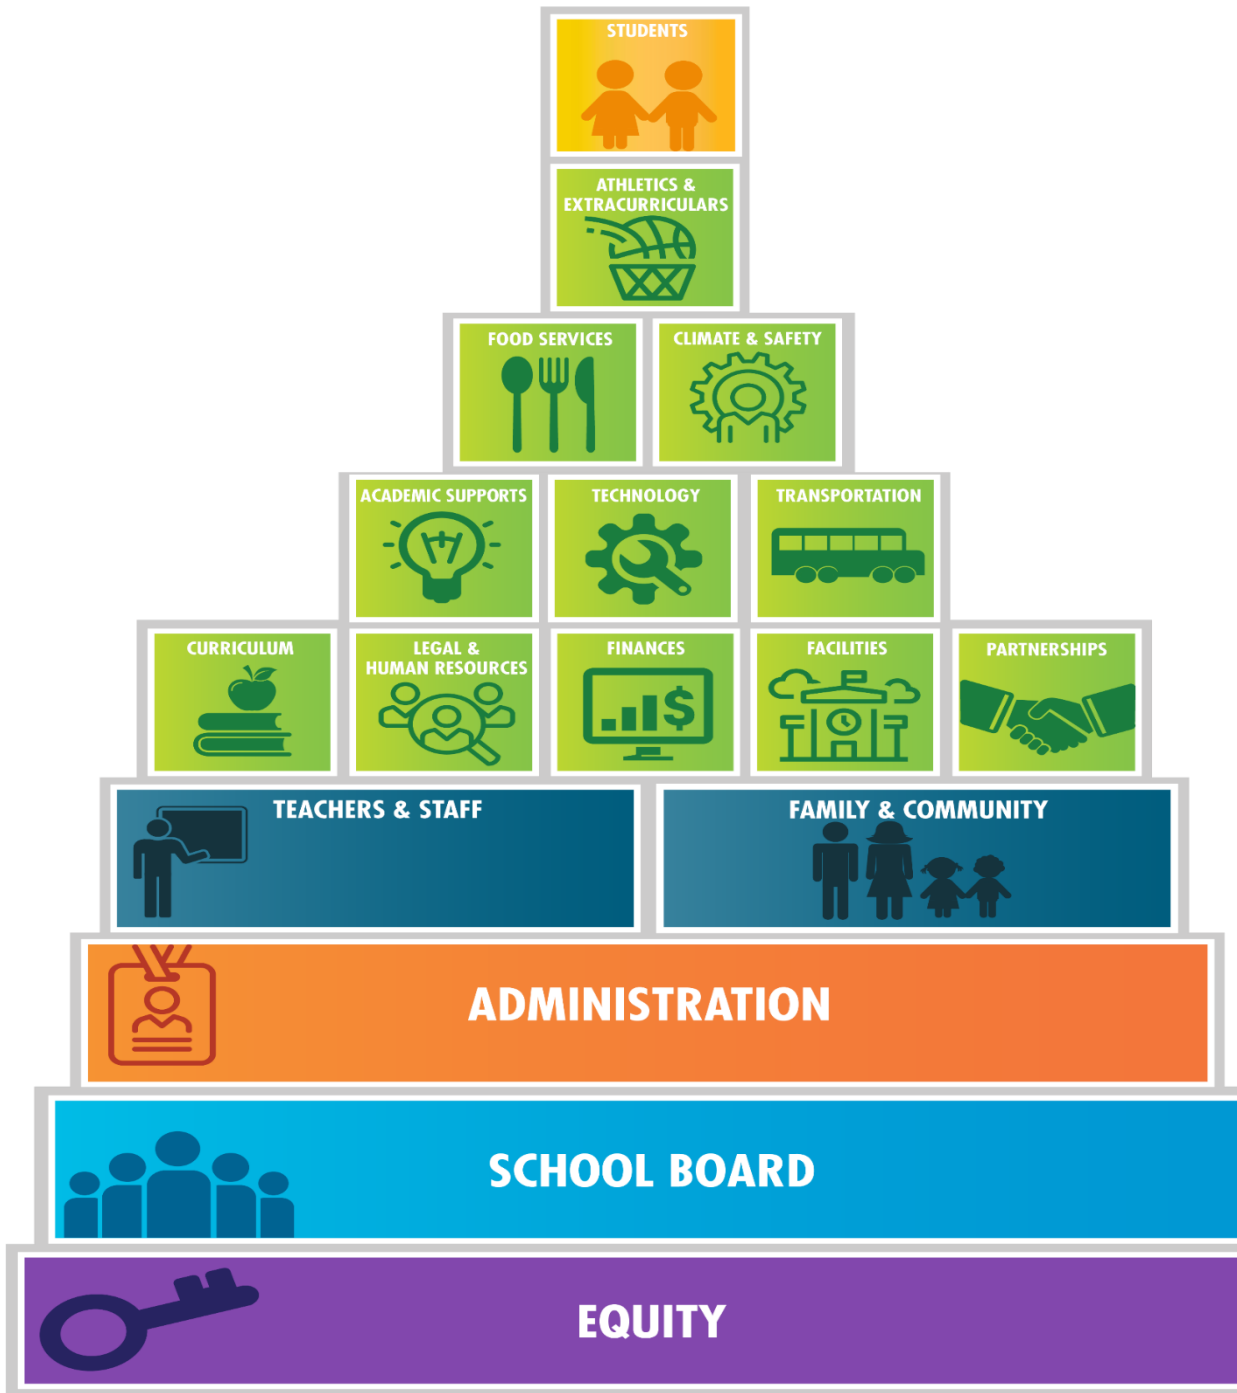 STUDENTS
ATHLETICS &
EXTRACURRICULARS
FOOD SERVICES
CLIMATE & SAFETY
ACADEMIC SUPPORTS
TECHNOLOGY
TRANSPORTATION
CURRICULUM
LEGAL &
HUMAN RESOURCES
FINANCES
$
FACILITIES
PARTNERSHIPS
TEACHERS & STAFF
FAMILY & COMMUNITY
ADMINISTRATION
SCHOOL BOARD
EQUITY